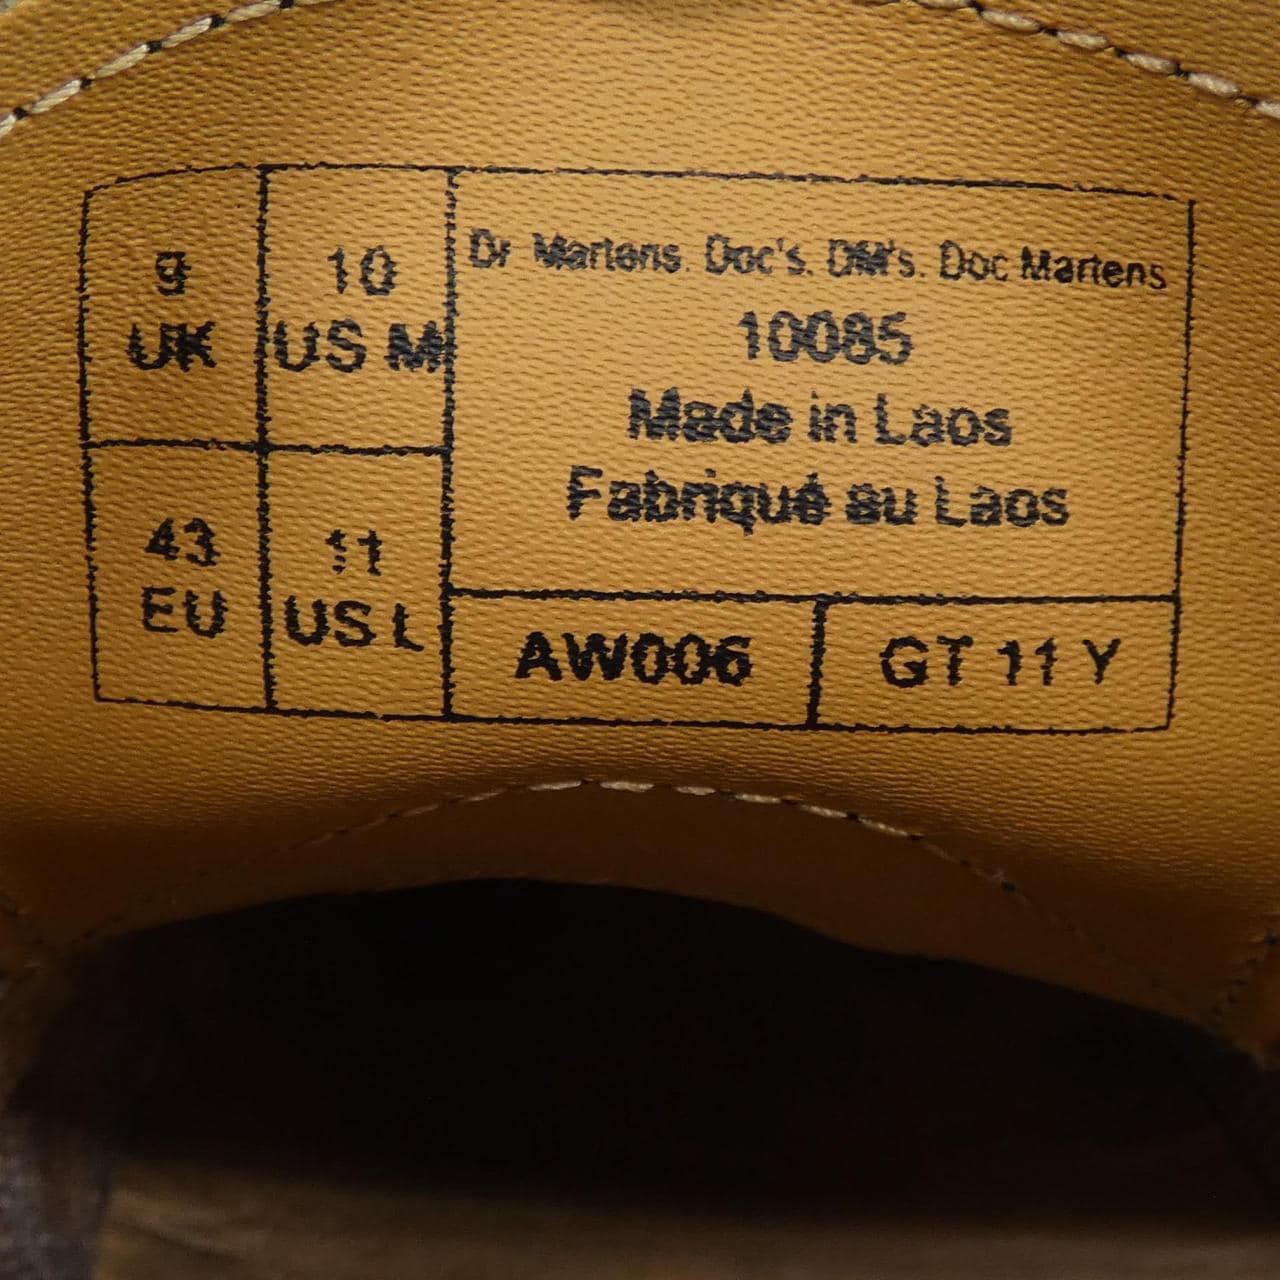 9
UK
10
US M
43
EU
11
US L
Dr Martens. Doc's. DM's. Doc Martens
10085
Made in Laos
Fabriqué au Laos
AW006
GT 11 Y